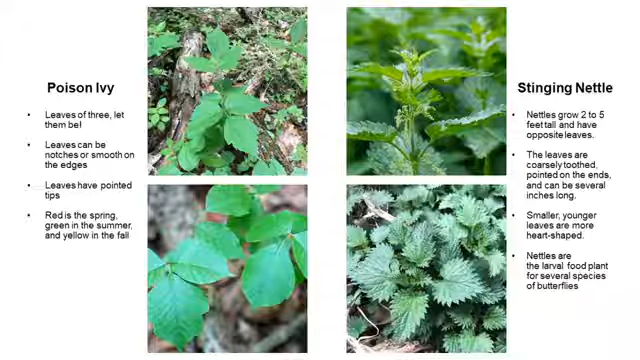 Poison Ivy
• Leaves of three, let
them be!
• Leaves can be
notches or smooth on
the edges
• Leaves have pointed
tips
• Red is the spring,
green in the summer,
and yellow in the fall
Stinging Nettle
• Nettles grow 2 to 5
feet tall and have
opposite leaves.
• The leaves are
coarsely toothed,
pointed on the ends,
and can be several
inches long.
• Smaller, younger
leaves are more
heart-shaped.
• Nettles are
the larval food plant
for several species
of butterflies